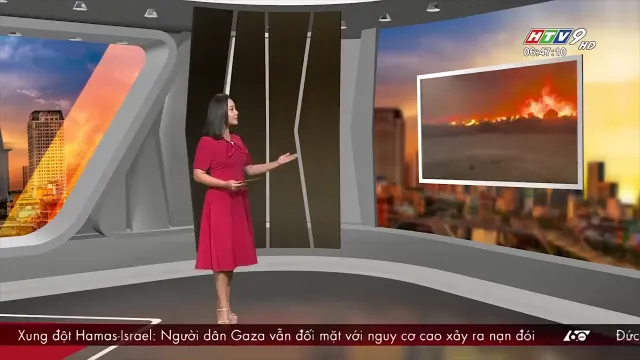 HTV9 HD
06:47:10
Xung đột Hamas-Israel: Người dân Gaza vẫn đối mặt với nguy cơ cao xảy ra nạn đói
60 Đức